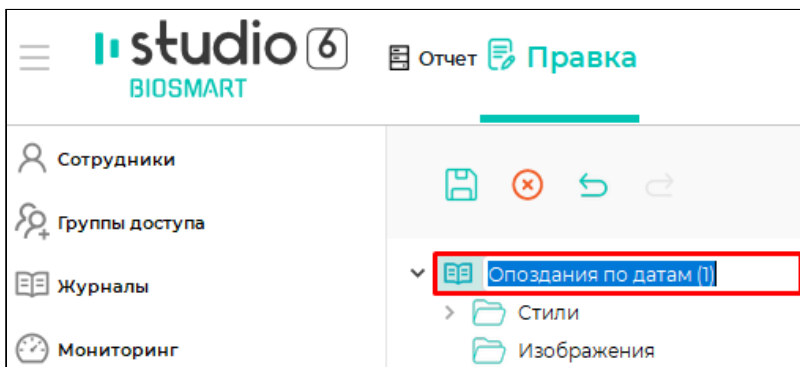 studio 6
BIOSMART
Отчет
Правка
Сотрудники
Группы доступа
Журналы
Мониторинг
Опоздания по датам (1)
Стили
Изображения